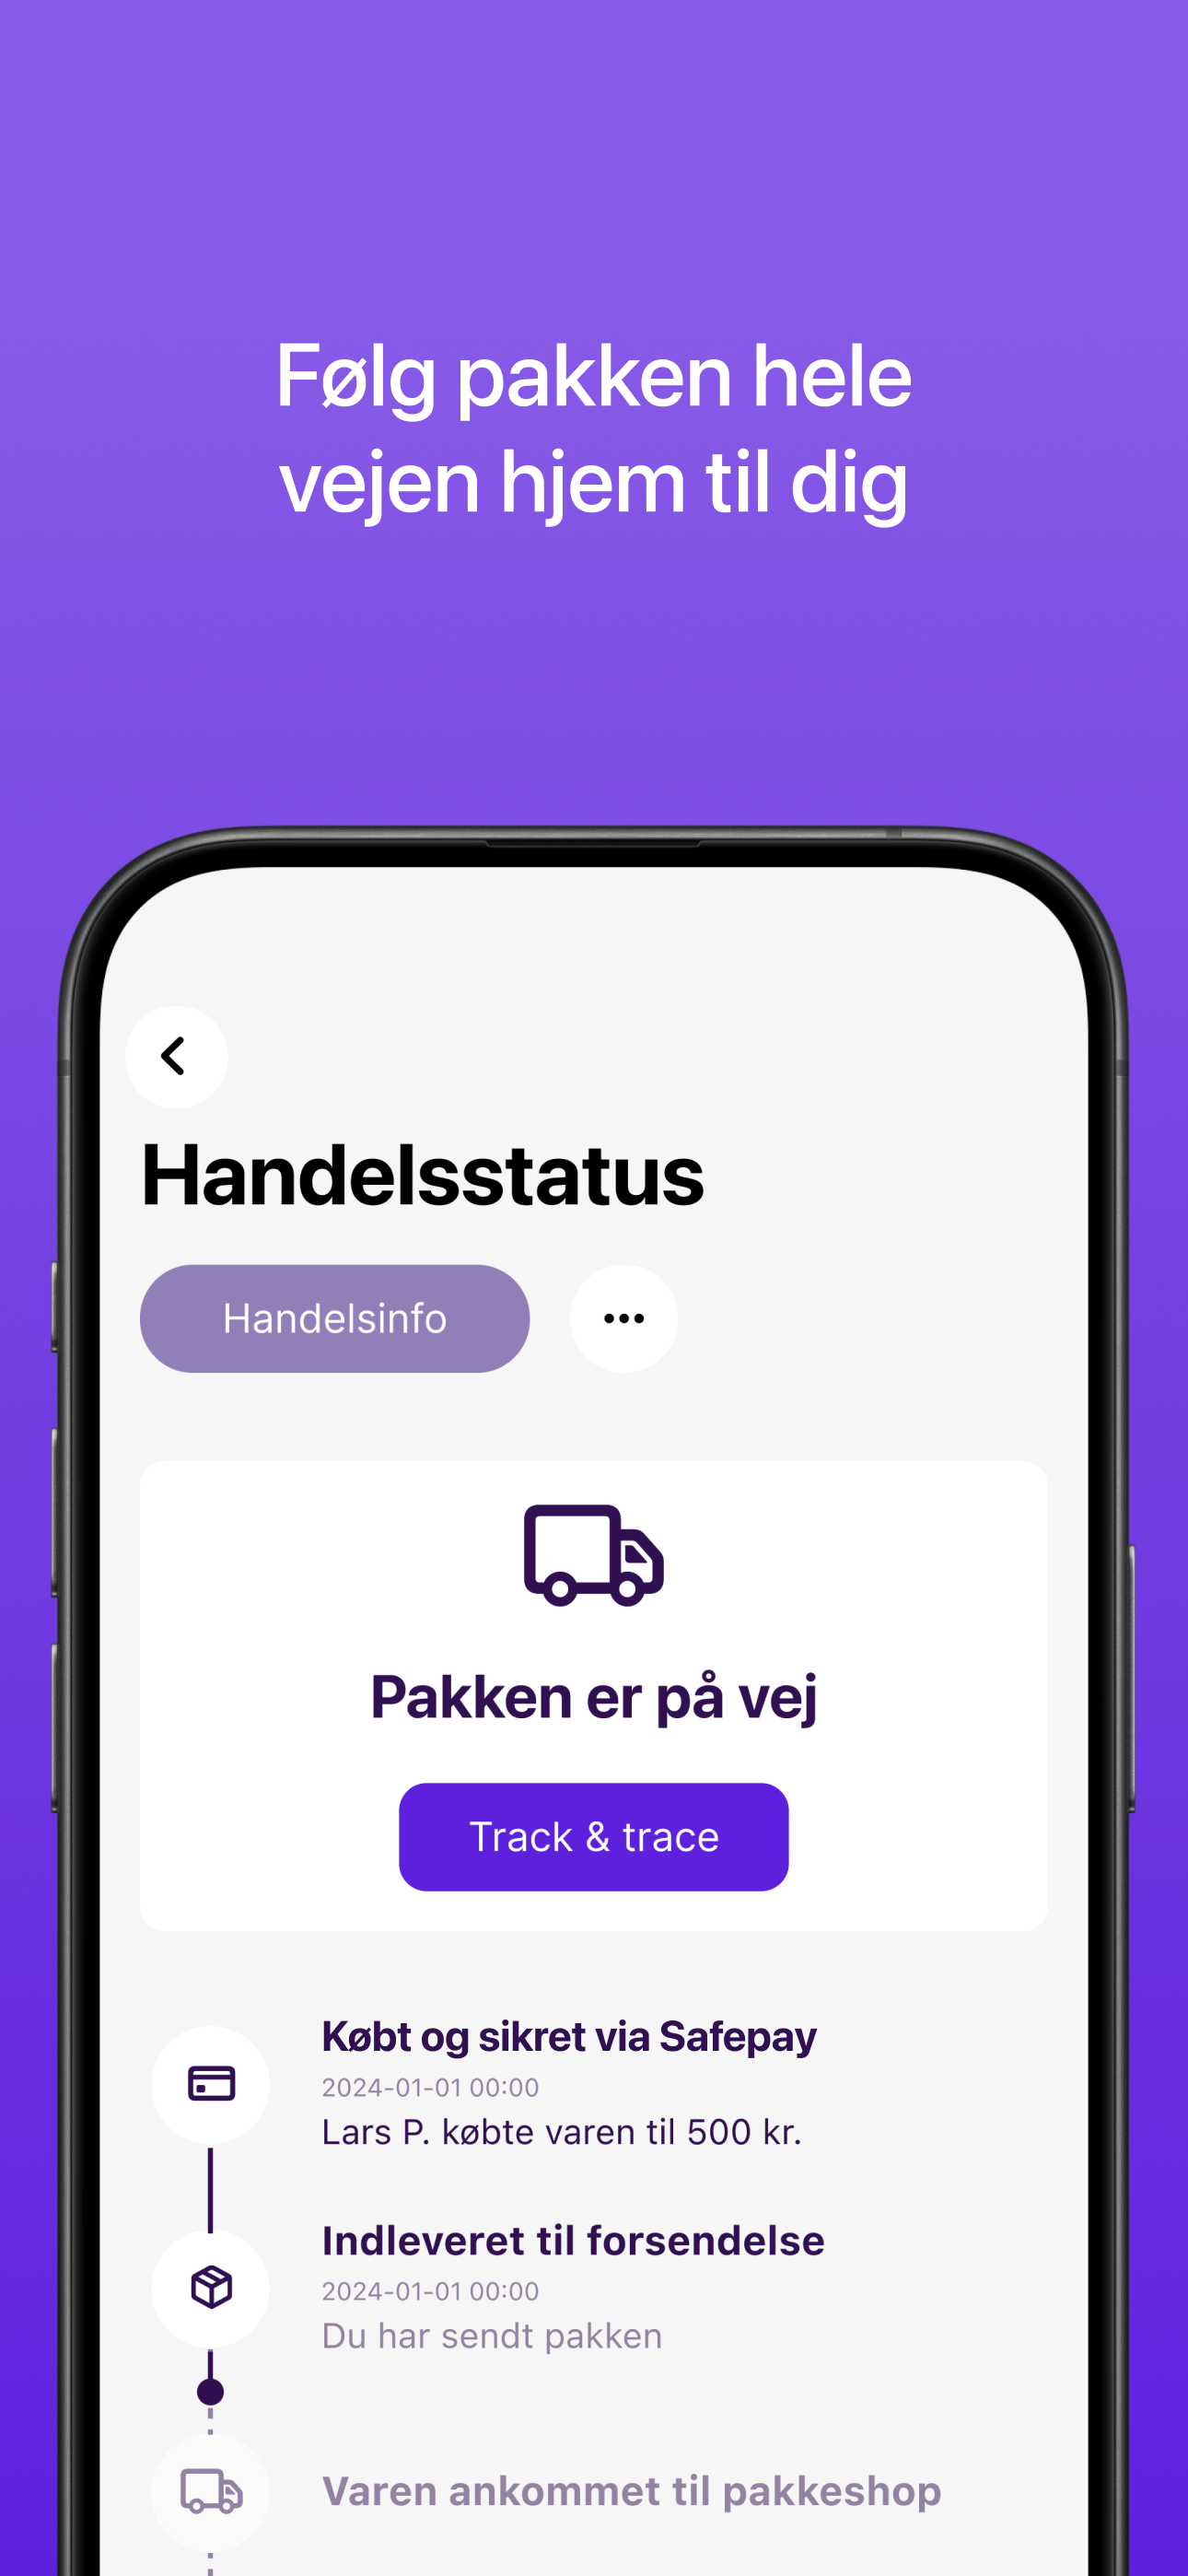 Følg pakken hele
vejen hjem til dig
Handelsstatus
Handelsinfo
Pakken er på vej
Track & trace
Købt og sikret via Safepay
2024-01-01 00:00
Lars P. købte varen til 500 kr.
Indleveret til forsendelse
2024-01-01 00:00
Du har sendt pakken
Varen ankommet til pakkeshop